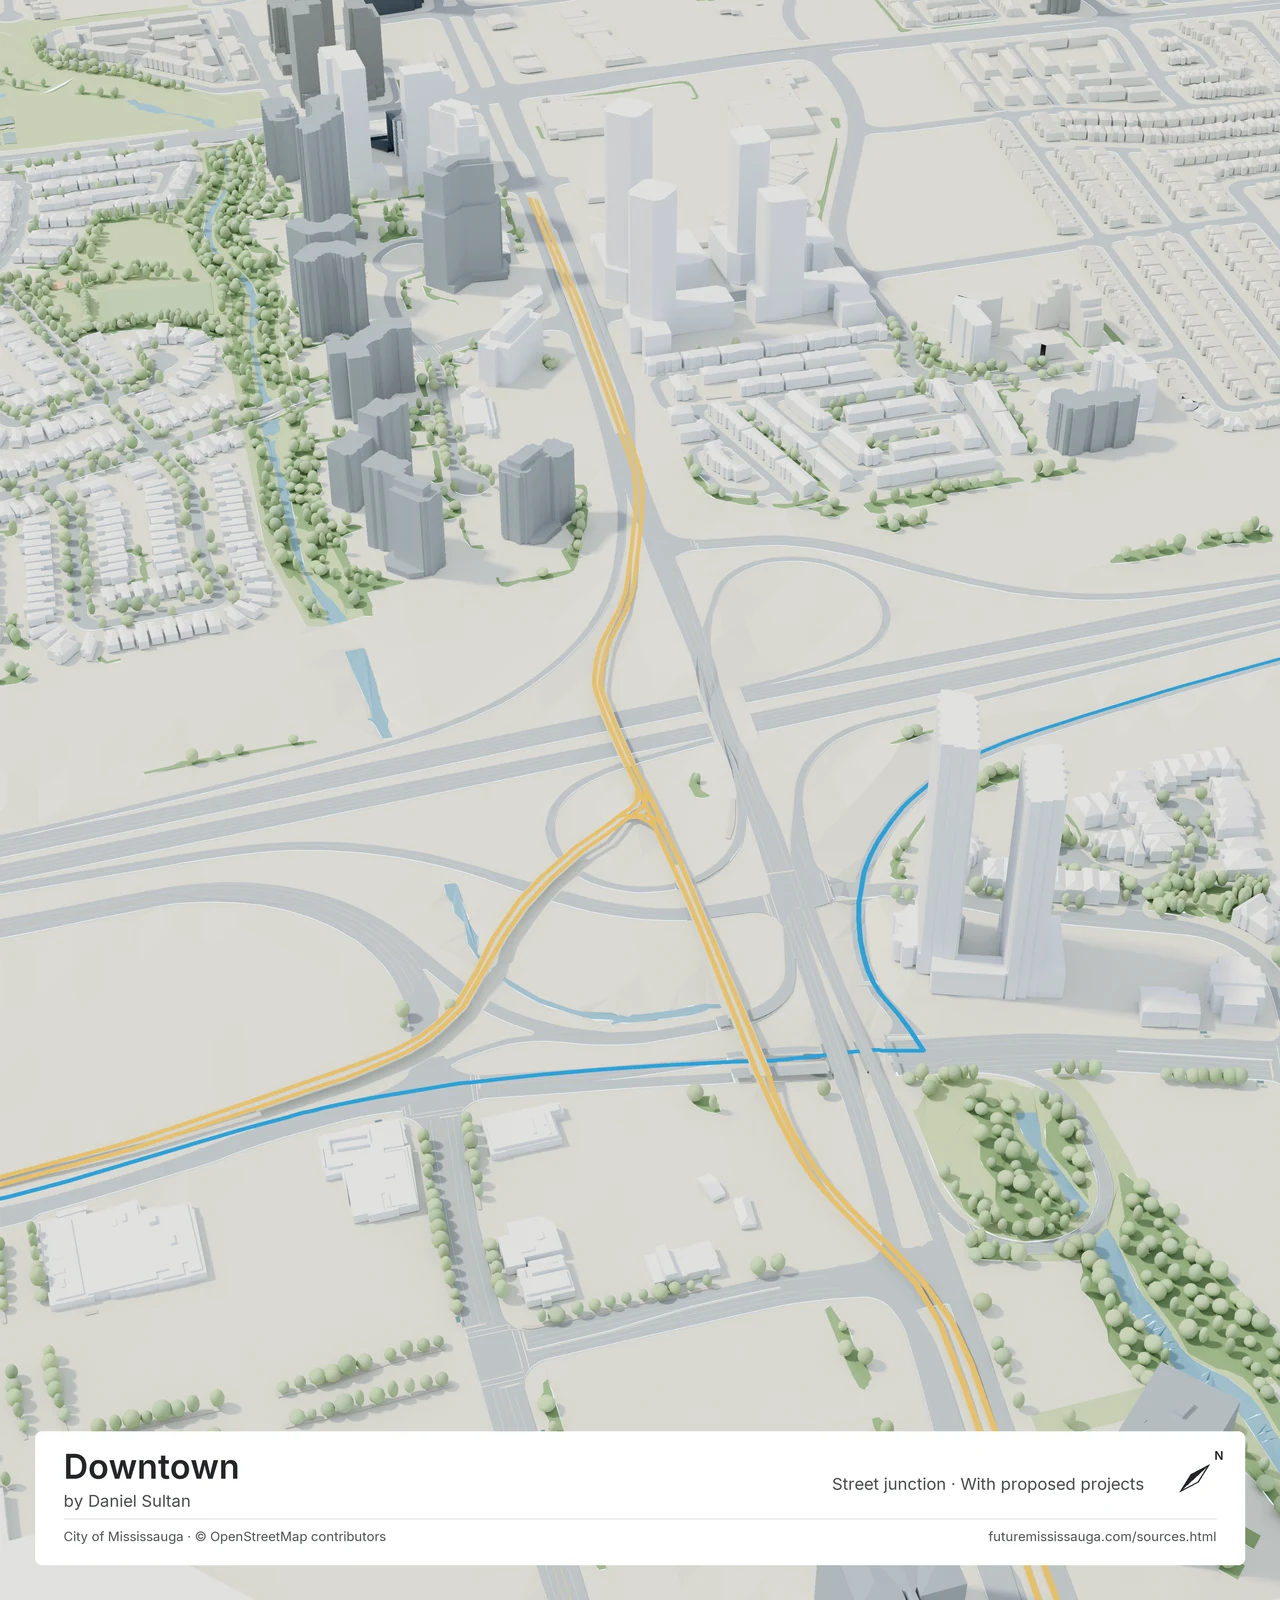 Downtown
by Daniel Sultan
Street junction · With proposed projects
N
City of Mississauga · © OpenStreetMap contributors
futuremississauga.com/sources.html